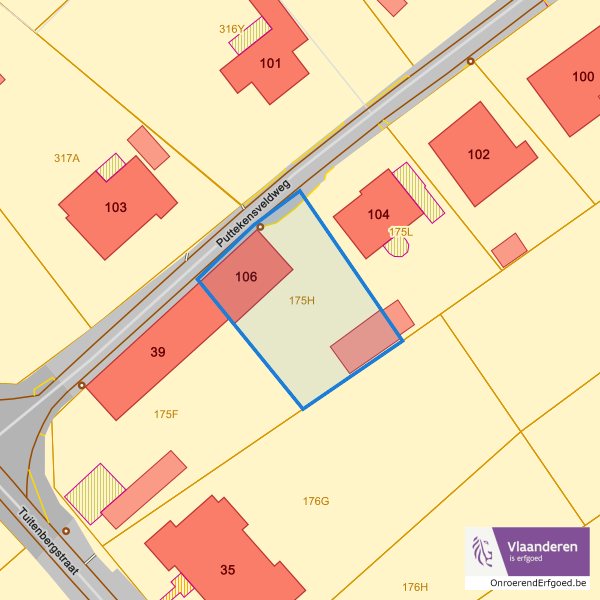 316Y
101
100
102
317A
103
Puttekensveldweg
104
175L
106
175H
39
175F
176G
Tuitenbergstraat
35
176H
Vlaanderen
is erfgoed
OnroerendErfgoed.be